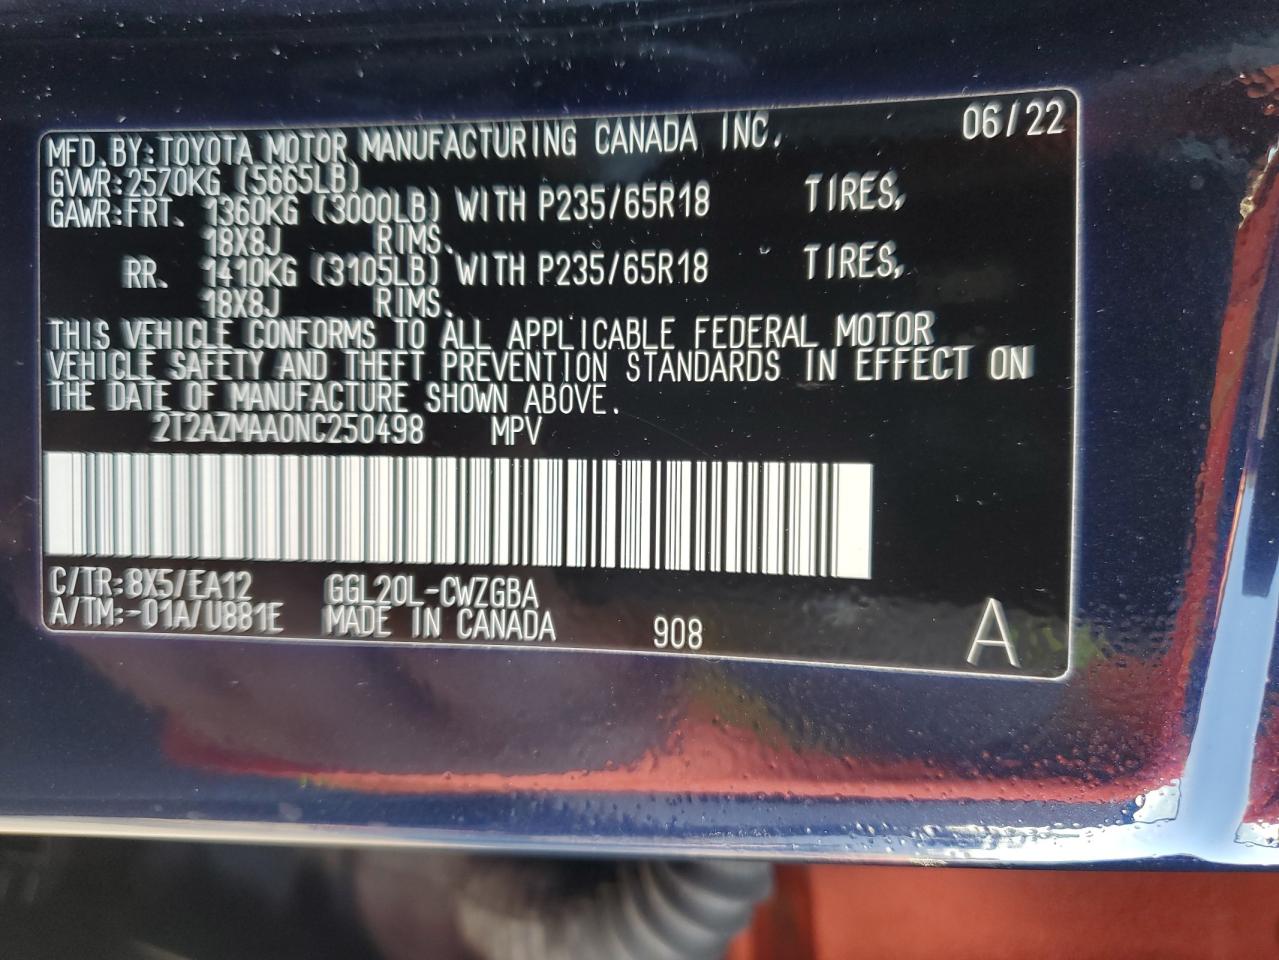 06/22
MFD. BY: TOYOTA MOTOR MANUFACTURING CANADA INC.
GVWR: 2570KG (5665LB)
GAWR: FRT. 1360KG (3000LB) WITH P235/65R18 TIRES,
18X8J RIMS.
RR. 1410KG (3105LB) WITH P235/65R18 TIRES,
18X8J RIMS.
THIS VEHICLE CONFORMS TO ALL APPLICABLE FEDERAL MOTOR
VEHICLE SAFETY AND THEFT PREVENTION STANDARDS IN EFFECT ON
THE DATE OF MANUFACTURE SHOWN ABOVE.
2T2AZMAA0NC250498 MPV
C/TR: 8X5/EA12 GGL20L-CWZGBA
A/TM: -01A/U881E MADE IN CANADA 908 A